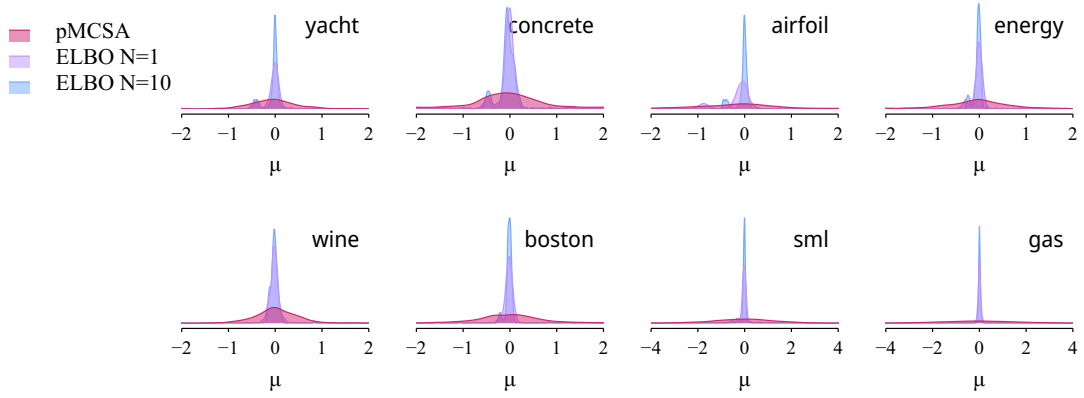 pMCSA
ELBO N=1
ELBO N=10
yacht
−2 −1 0 1 2
μ
concrete
−2 −1 0 1 2
μ
airfoil
−4 −2 0 2 4
μ
energy
−2 −1 0 1 2
μ
wine
−2 −1 0 1 2
μ
boston
−2 −1 0 1 2
μ
sml
−4 −2 0 2 4
μ
gas
−4 −2 0 2 4
μ